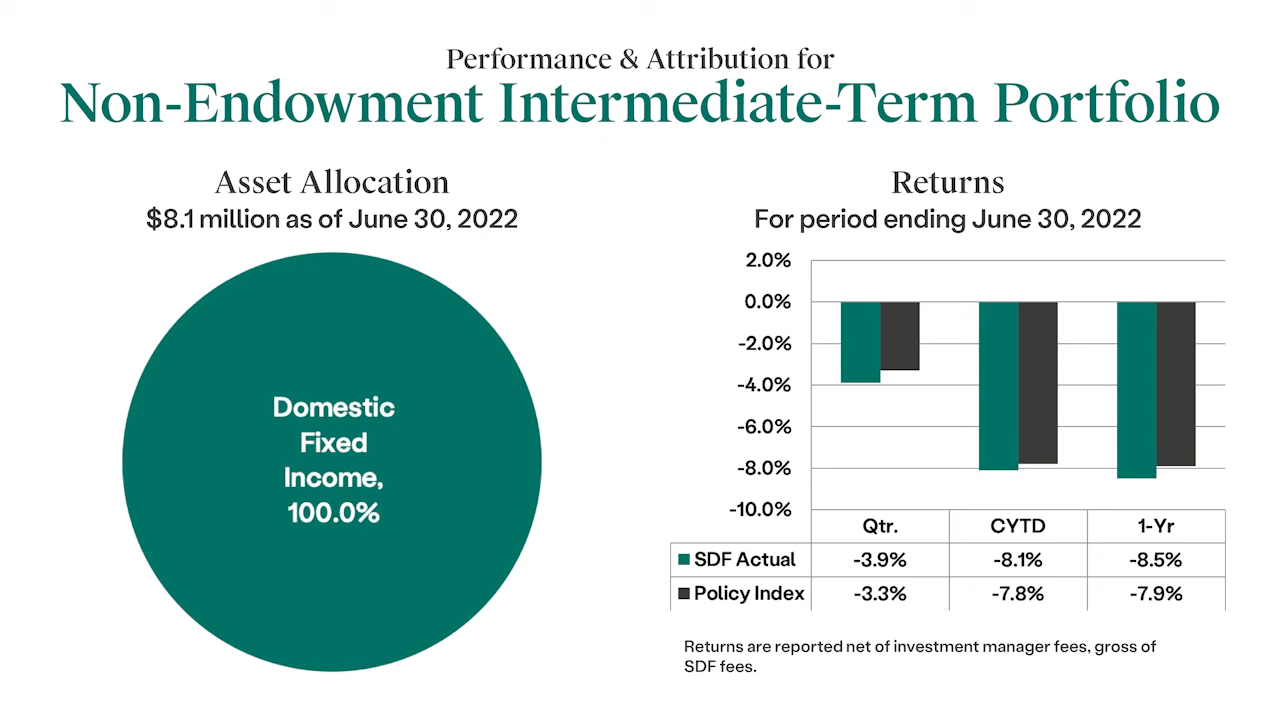 Performance & Attribution for
Non-Endowment Intermediate-Term Portfolio
Asset Allocation
$8.1 million as of June 30, 2022
Domestic
Fixed
Income,
100.0%
Returns
For period ending June 30, 2022
2.0%
0.0%
-2.0%
-4.0%
-6.0%
-8.0%
-10.0%
Qtr. CYTD 1-Yr
SDF Actual -3.9% -8.1% -8.5%
Policy Index -3.3% -7.8% -7.9%
Returns are reported net of investment manager fees, gross of
SDF fees.